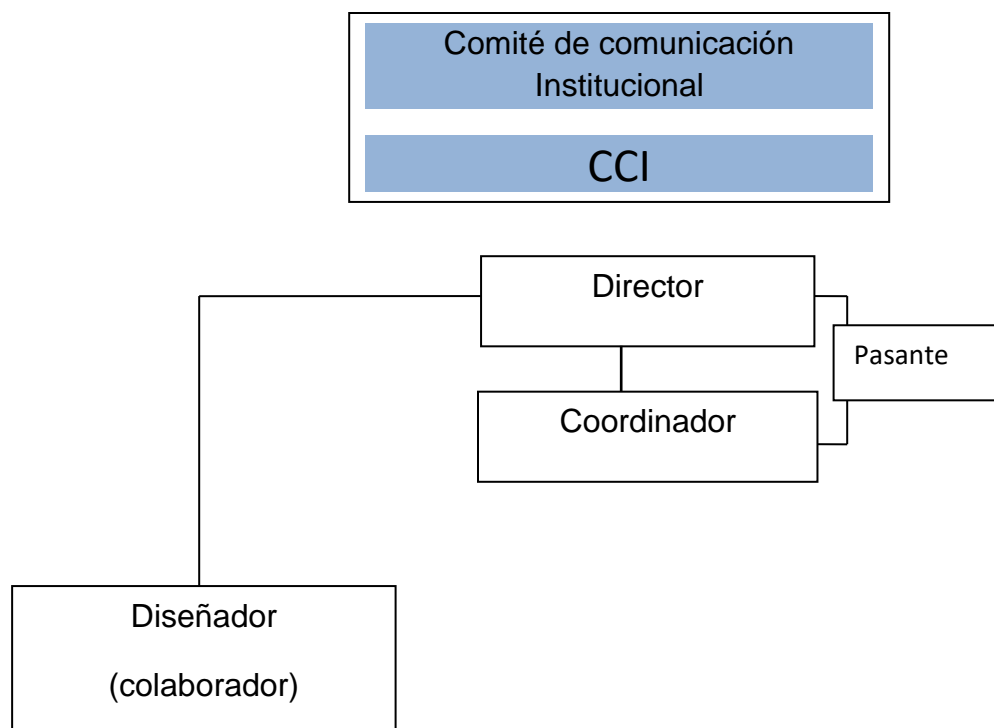 Comité de comunicación
Institucional
CCI
Director
Pasante
Coordinador
Diseñador
(colaborador)